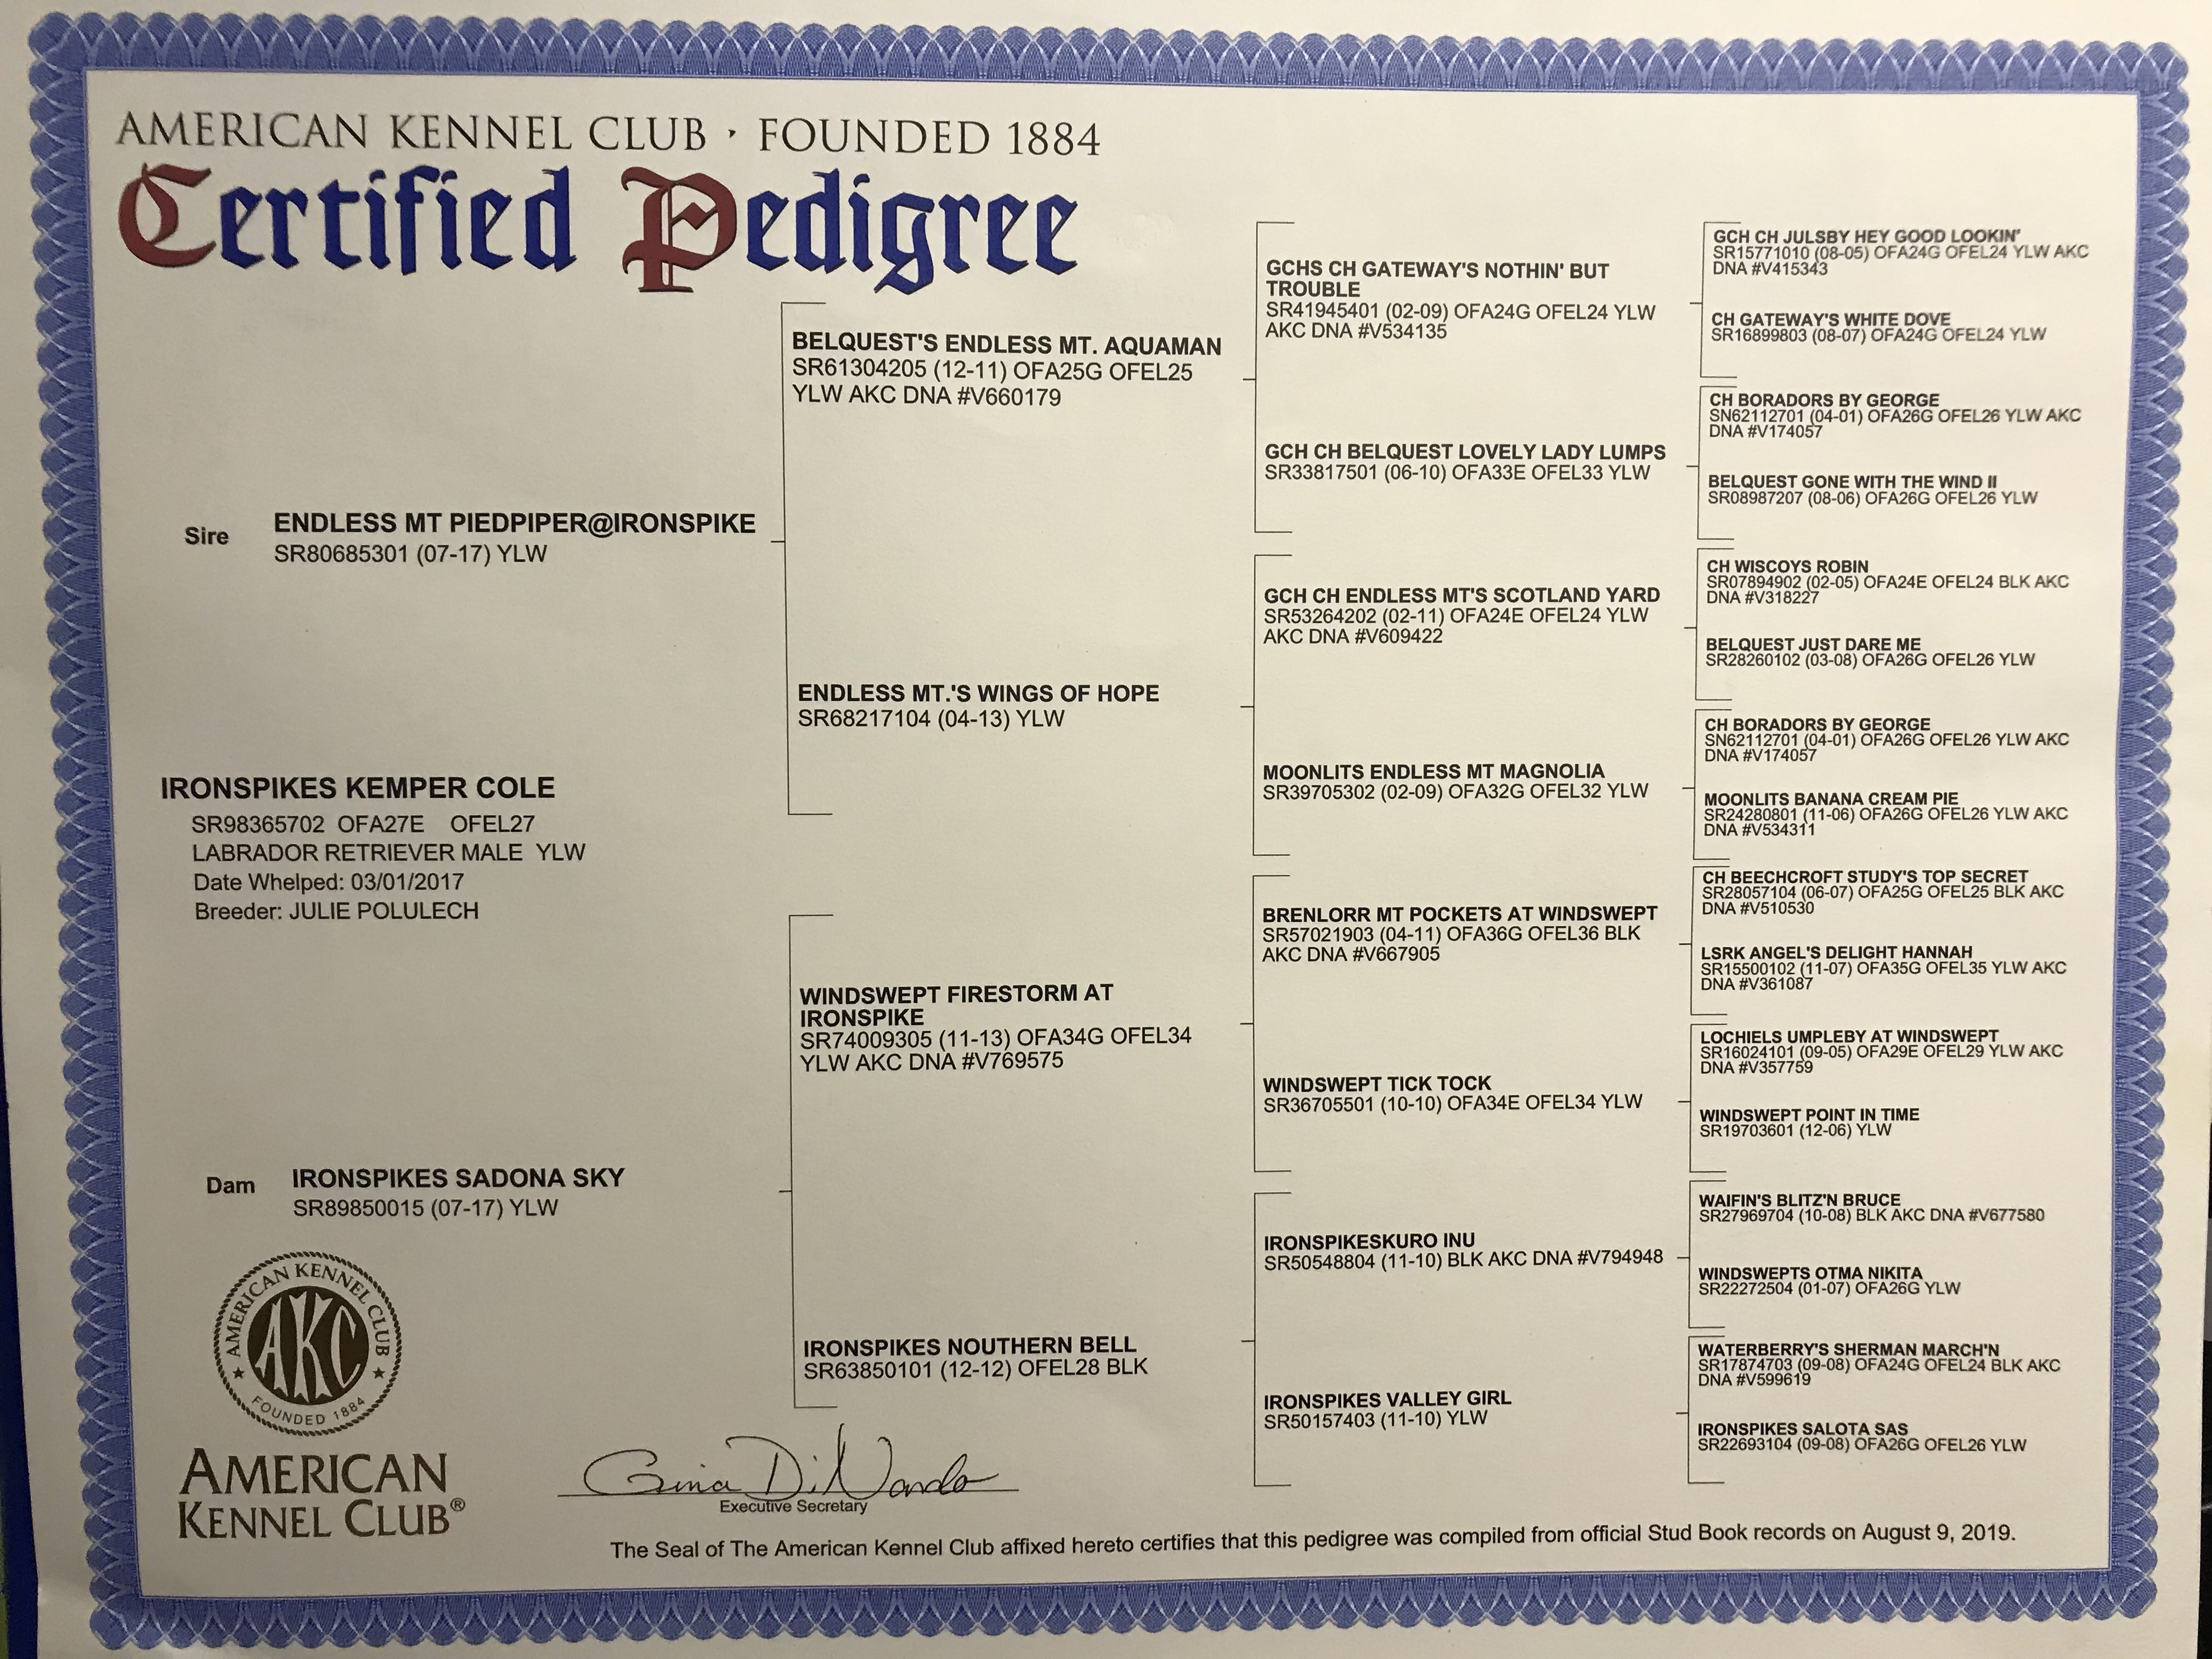 AMERICAN KENNEL CLUB · FOUNDED 1884
Certified Pedigree
Sire
ENDLESS MT PIEDPIPER@IRONSPIKE
SR80685301 (07-17) YLW
IRONSPIKES KEMPER COLE
SR98365702 OFA27E OFEL27
LABRADOR RETRIEVER MALE YLW
Date Whelped: 03/01/2017
Breeder: JULIE POLULECH
Dam
IRONSPIKES SADONA SKY
SR89850015 (07-17) YLW
BELQUEST'S ENDLESS MT. AQUAMAN
SR61304205 (12-11) OFA25G OFEL25
YLW AKC DNA #V660179
ENDLESS MT.'S WINGS OF HOPE
SR68217104 (04-13) YLW
WINDSWEPT FIRESTORM AT
IRONSPIKE
SR74009305 (11-13) OFA34G OFEL34
YLW AKC DNA #V769575
IRONSPIKES NOUTHERN BELL
SR63850101 (12-12) OFEL28 BLK
GCHS CH GATEWAY'S NOTHIN' BUT
TROUBLE
SR41945401 (02-09) OFA24G OFEL24 YLW
AKC DNA #V534135
GCH CH BELQUEST LOVELY LADY LUMPS
SR33817501 (06-10) OFA33E OFEL33 YLW
GCH CH ENDLESS MT'S SCOTLAND YARD
SR53264202 (02-11) OFA24E OFEL24 YLW
AKC DNA #V609422
MOONLITS ENDLESS MT MAGNOLIA
SR39705302 (02-09) OFA32G OFEL32 YLW
BRENLORR MT POCKETS AT WINDSWEPT
SR57021903 (04-11) OFA36G OFEL36 BLK
AKC DNA #V667905
WINDSWEPT TICK TOCK
SR36705501 (10-10) OFA34E OFEL34 YLW
IRONSPIKESKURO INU
SR50548804 (11-10) BLK AKC DNA #V794948
IRONSPIKES VALLEY GIRL
SR50157403 (11-10) YLW
GCH CH JULSBY HEY GOOD LOOKIN'
SR15771010 (08-05) OFA24G OFEL24 YLW AKC
DNA #V415343
CH GATEWAY'S WHITE DOVE
SR16899803 (08-07) OFA24G OFEL24 YLW
CH BORADORS BY GEORGE
SN62112701 (04-01) OFA26G OFEL26 YLW AKC
DNA #V174057
BELQUEST GONE WITH THE WIND II
SR08987207 (08-06) OFA26G OFEL26 YLW
CH WISCOYS ROBIN
SR07894902 (02-05) OFA24E OFEL24 BLK AKC
DNA #V318227
BELQUEST JUST DARE ME
SR28260102 (03-08) OFA26G OFEL26 YLW
CH BORADORS BY GEORGE
SN62112701 (04-01) OFA26G OFEL26 YLW AKC
DNA #V174057
MOONLITS BANANA CREAM PIE
SR24280801 (11-06) OFA26G OFEL26 YLW AKC
DNA #V534311
CH BEECHCROFT STUDY'S TOP SECRET
SR28057104 (06-07) OFA25G OFEL25 BLK AKC
DNA #V510530
LSRK ANGEL'S DELIGHT HANNAH
SR15500102 (11-07) OFA35G OFEL35 YLW AKC
DNA #V361087
LOCHIELS UMPLEBY AT WINDSWEPT
SR16024101 (09-05) OFA29E OFEL29 YLW AKC
DNA #V357759
WINDSWEPT POINT IN TIME
SR19703601 (12-06) YLW
WAIFIN'S BLITZ'N BRUCE
SR27969704 (10-08) BLK AKC DNA #V677580
WINDSWEPTS OTMA NIKITA
SR22272504 (01-07) OFA26G YLW
WATERBERRY'S SHERMAN MARCH'N
SR17874703 (09-08) OFA24G OFEL24 BLK AKC
DNA #V599619
IRONSPIKES SALOTA SAS
SR22693104 (09-08) OFA26G OFEL26 YLW
AMERICAN KENNEL CLUB
AKC
FOUNDED 1884
AMERICAN
KENNEL CLUB®
Gina DiNardo
Executive Secretary
The Seal of The American Kennel Club affixed hereto certifies that this pedigree was compiled from official Stud Book records on August 9, 2019.